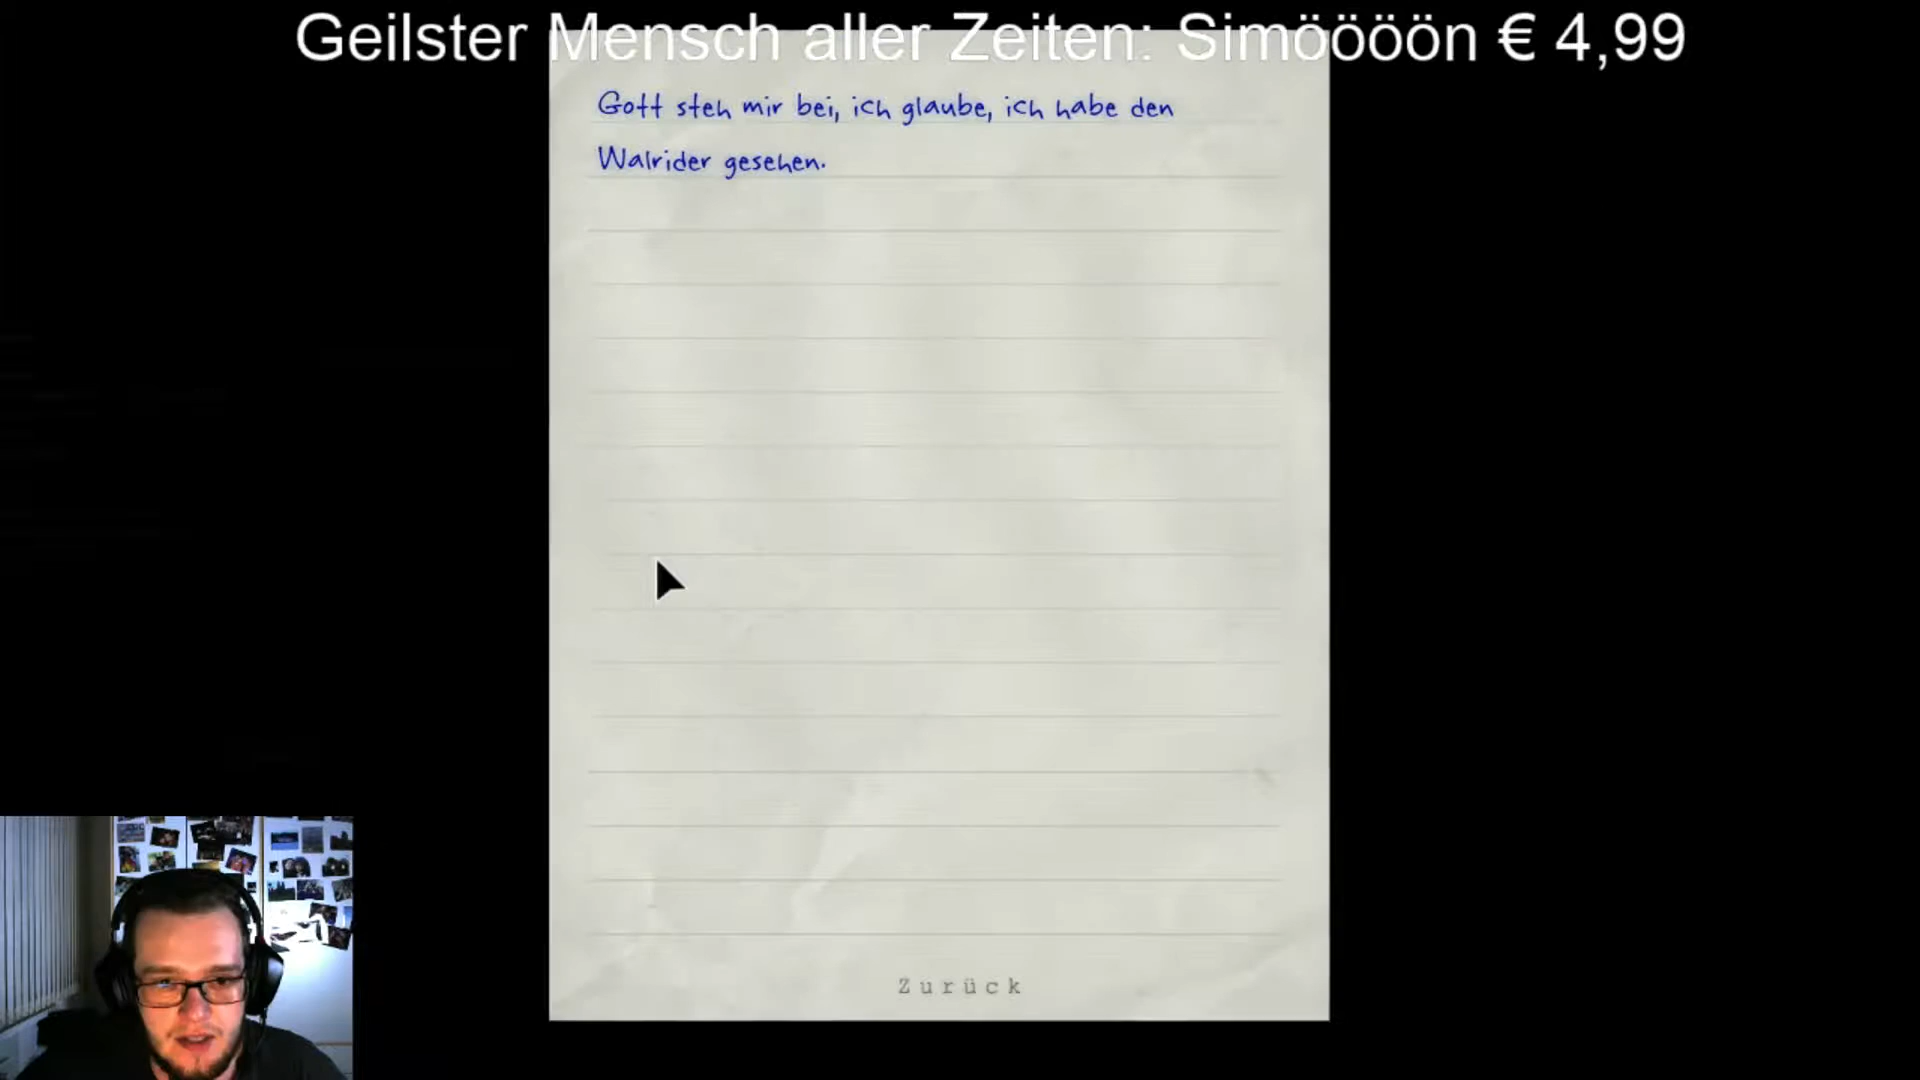 Geilster Mensch aller Zeiten: Simööööön € 4,99
Gott steh mir bei, ich glaube, ich habe den
Walrider gesehen.
Zurück